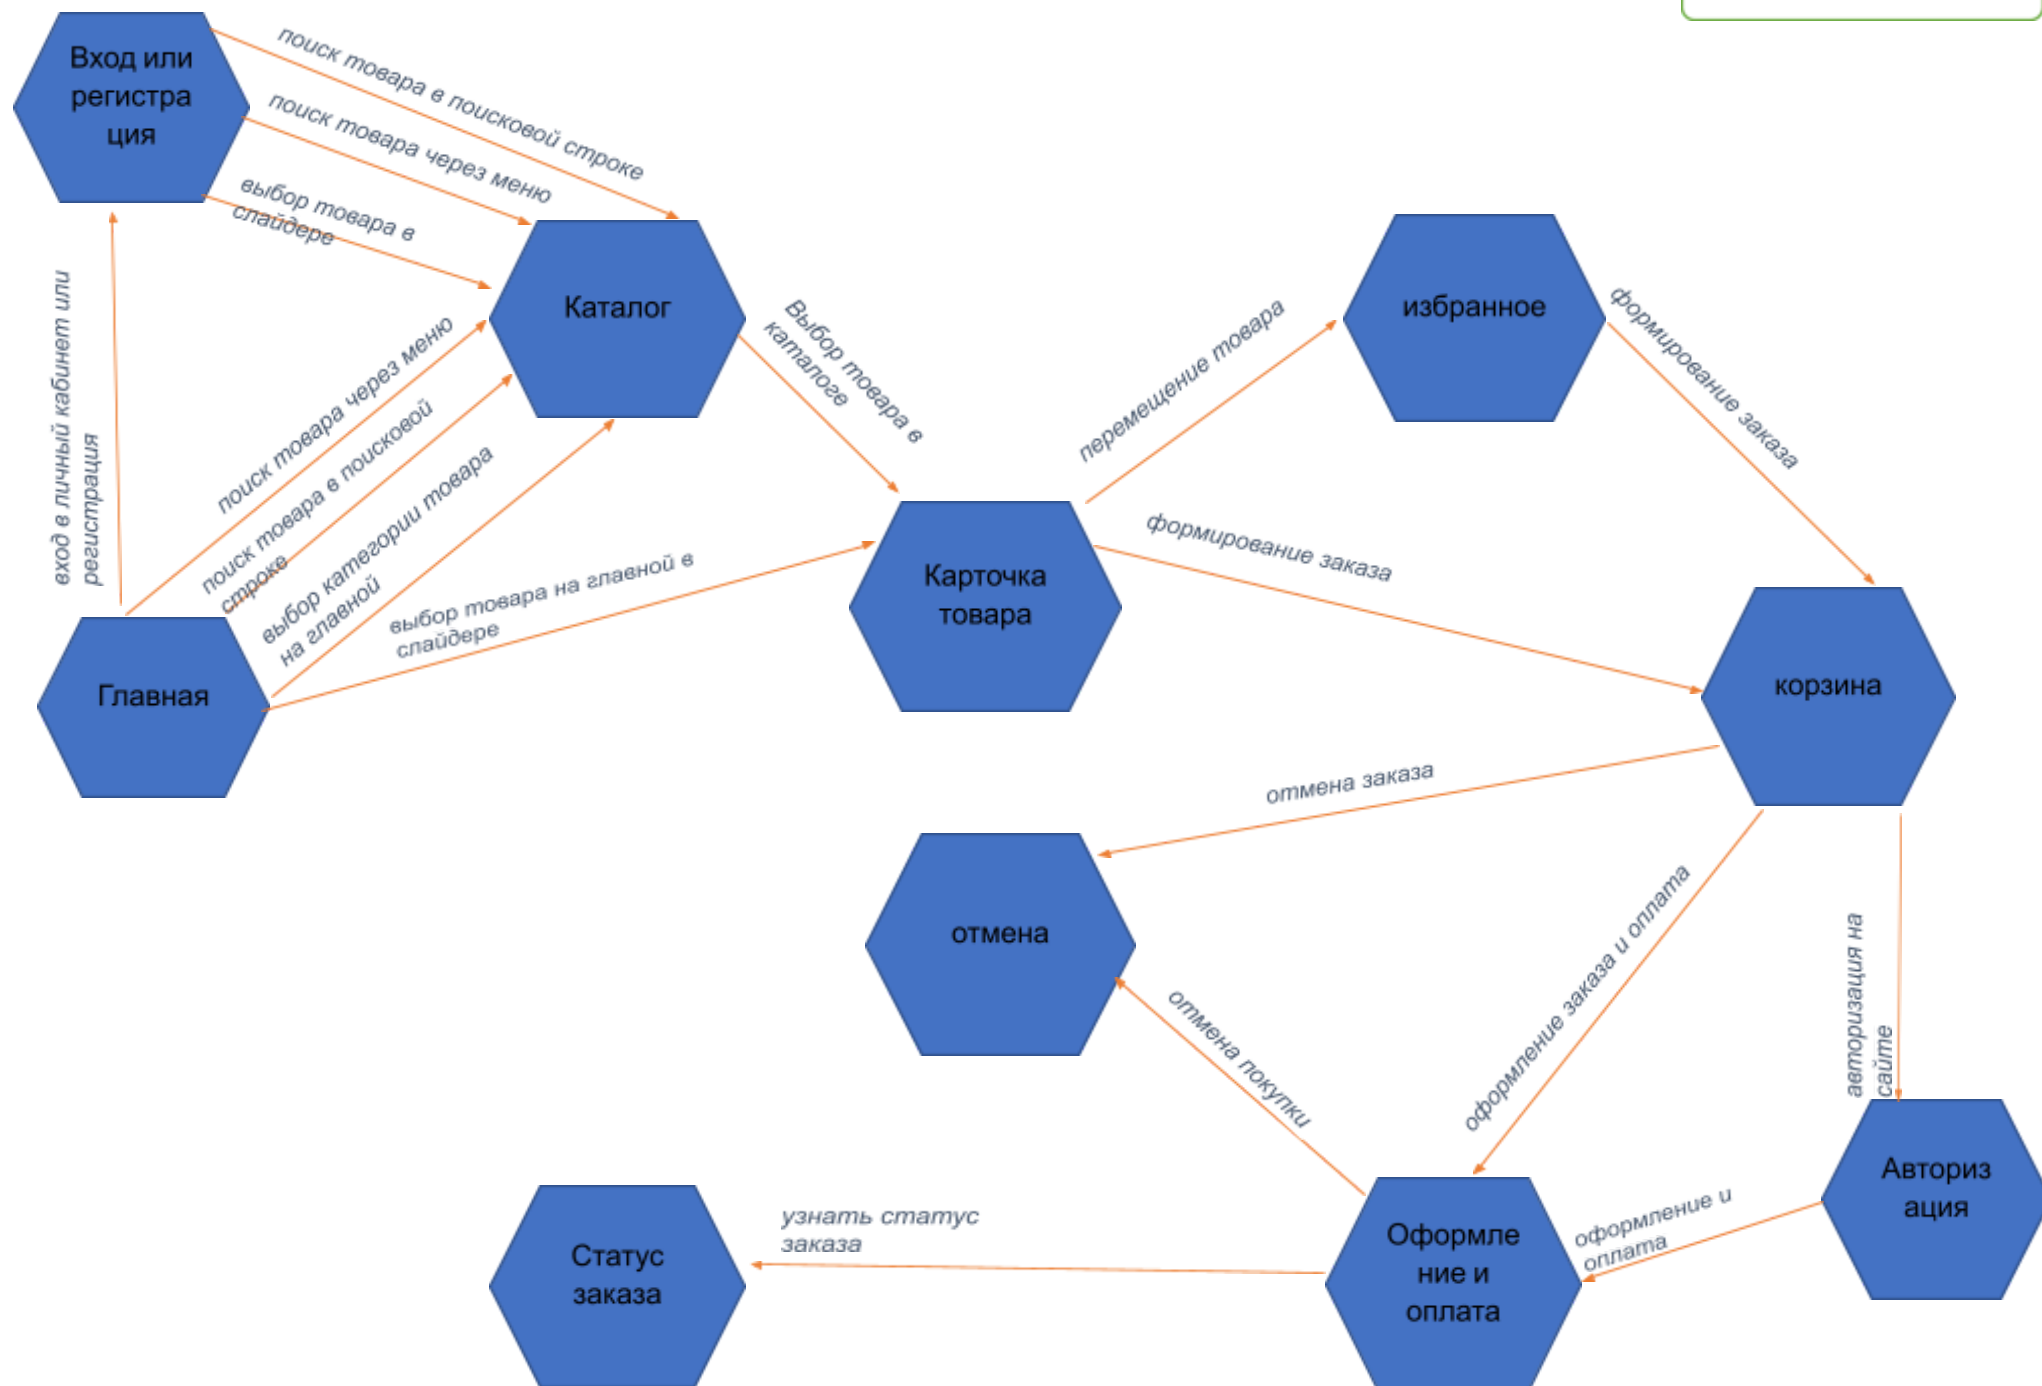 Вход или
регистра
ция
поиск товара в поисковой строке
поиск товара через меню
выбор товара в
слайдере
Каталог
избранное
вход в личный кабинет или
регистрация
поиск товара через меню
поиск товара в поисковой
строке
выбор категории товара
на главной
выбор товара на главной в
слайдере
Выбор товара в
каталоге
перемещение товара
формирование заказа
формирование заказа
Карточка
товара
Главная
корзина
отмена заказа
отмена
оформление заказа и оплата
авторизация на
сайте
отмена покупки
Авториз
ация
оформление и
оплата
узнать статус
заказа
Статус
заказа
Оформле
ние и
оплата